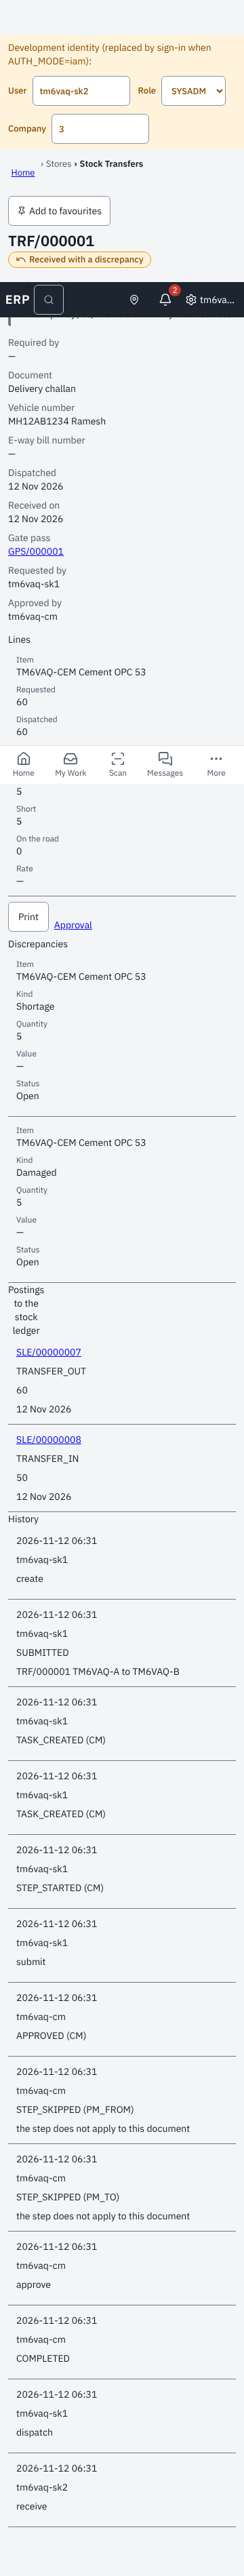 Development identity (replaced by sign-in when
AUTH_MODE=iam):
User tm6vaq-sk2 Role SYSADM
Company 3
Home › Stores › Stock Transfers
Add to favourites
TRF/000001
Received with a discrepancy
ERP 2 tm6va...
Required by
—
Document
Delivery challan
Vehicle number
MH12AB1234 Ramesh
E-way bill number
—
Dispatched
12 Nov 2026
Received on
12 Nov 2026
Gate pass
GPS/000001
Requested by
tm6vaq-sk1
Approved by
tm6vaq-cm
Lines
Item
TM6VAQ-CEM Cement OPC 53
Requested
60
Dispatched
60
Home My Work Scan Messages More
5
Short
5
On the road
0
Rate
—
Print Approval
Discrepancies
Item
TM6VAQ-CEM Cement OPC 53
Kind
Shortage
Quantity
5
Value
—
Status
Open
Item
TM6VAQ-CEM Cement OPC 53
Kind
Damaged
Quantity
5
Value
—
Status
Open
Postings
to the
stock
ledger
SLE/00000007
TRANSFER_OUT
60
12 Nov 2026
SLE/00000008
TRANSFER_IN
50
12 Nov 2026
History
2026-11-12 06:31
tm6vaq-sk1
create
2026-11-12 06:31
tm6vaq-sk1
SUBMITTED
TRF/000001 TM6VAQ-A to TM6VAQ-B
2026-11-12 06:31
tm6vaq-sk1
TASK_CREATED (CM)
2026-11-12 06:31
tm6vaq-sk1
TASK_CREATED (CM)
2026-11-12 06:31
tm6vaq-sk1
STEP_STARTED (CM)
2026-11-12 06:31
tm6vaq-sk1
submit
2026-11-12 06:31
tm6vaq-cm
APPROVED (CM)
2026-11-12 06:31
tm6vaq-cm
STEP_SKIPPED (PM_FROM)
the step does not apply to this document
2026-11-12 06:31
tm6vaq-cm
STEP_SKIPPED (PM_TO)
the step does not apply to this document
2026-11-12 06:31
tm6vaq-cm
approve
2026-11-12 06:31
tm6vaq-cm
COMPLETED
2026-11-12 06:31
tm6vaq-sk1
dispatch
2026-11-12 06:31
tm6vaq-sk2
receive